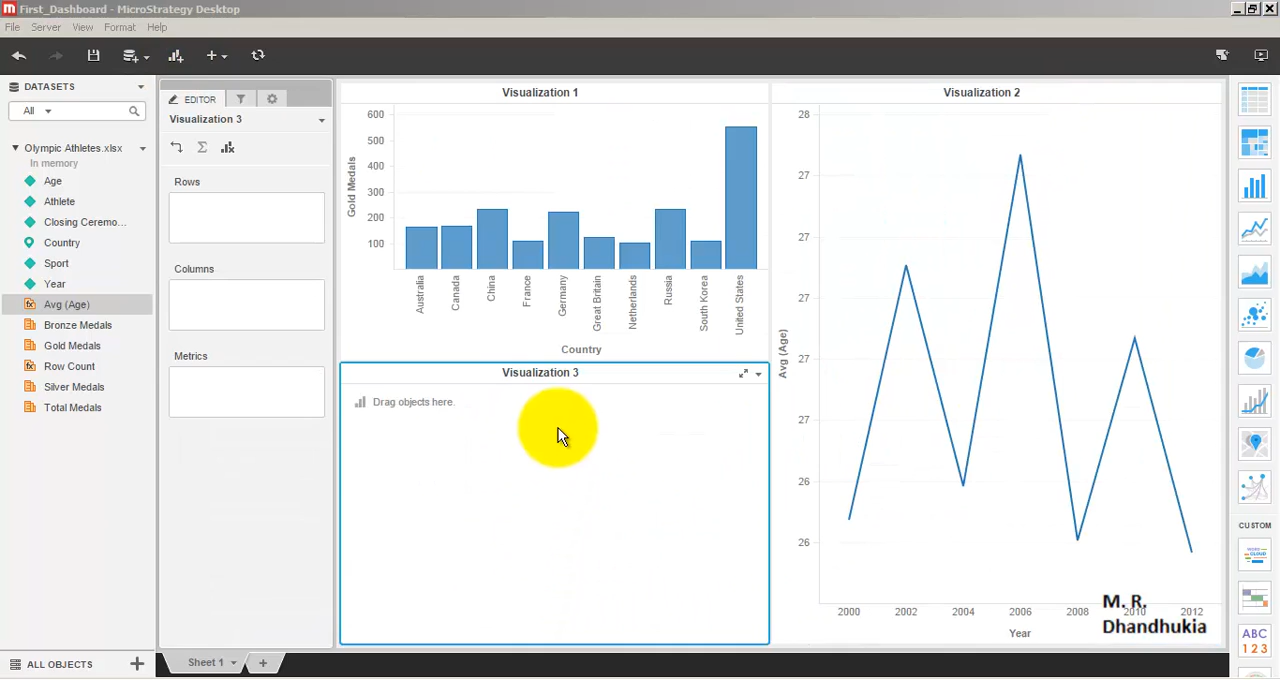 First_Dashboard - MicroStrategy Desktop
File Server View Format Help
DATASETS
All
Olympic Athletes.xlsx
In memory
Age
Athlete
Closing Ceremo...
Country
Sport
Year
Avg (Age)
Bronze Medals
Gold Medals
Row Count
Silver Medals
Total Medals
ALL OBJECTS
EDITOR
Visualization 3
Rows
Columns
Metrics
Visualization 1
Gold Medals
600
500
400
300
200
100
Australia
Canada
China
France
Germany
Great Britain
Netherlands
Russia
South Korea
United States
Country
Visualization 3
Drag objects here.
Visualization 2
Avg (Age)
28
27
27
27
27
27
26
26
2000 2002 2004 2006 2008 2010 2012
Year
M. R.
Dhandhukia
CUSTOM
WORD
CLOUD
ABC
123
Sheet 1